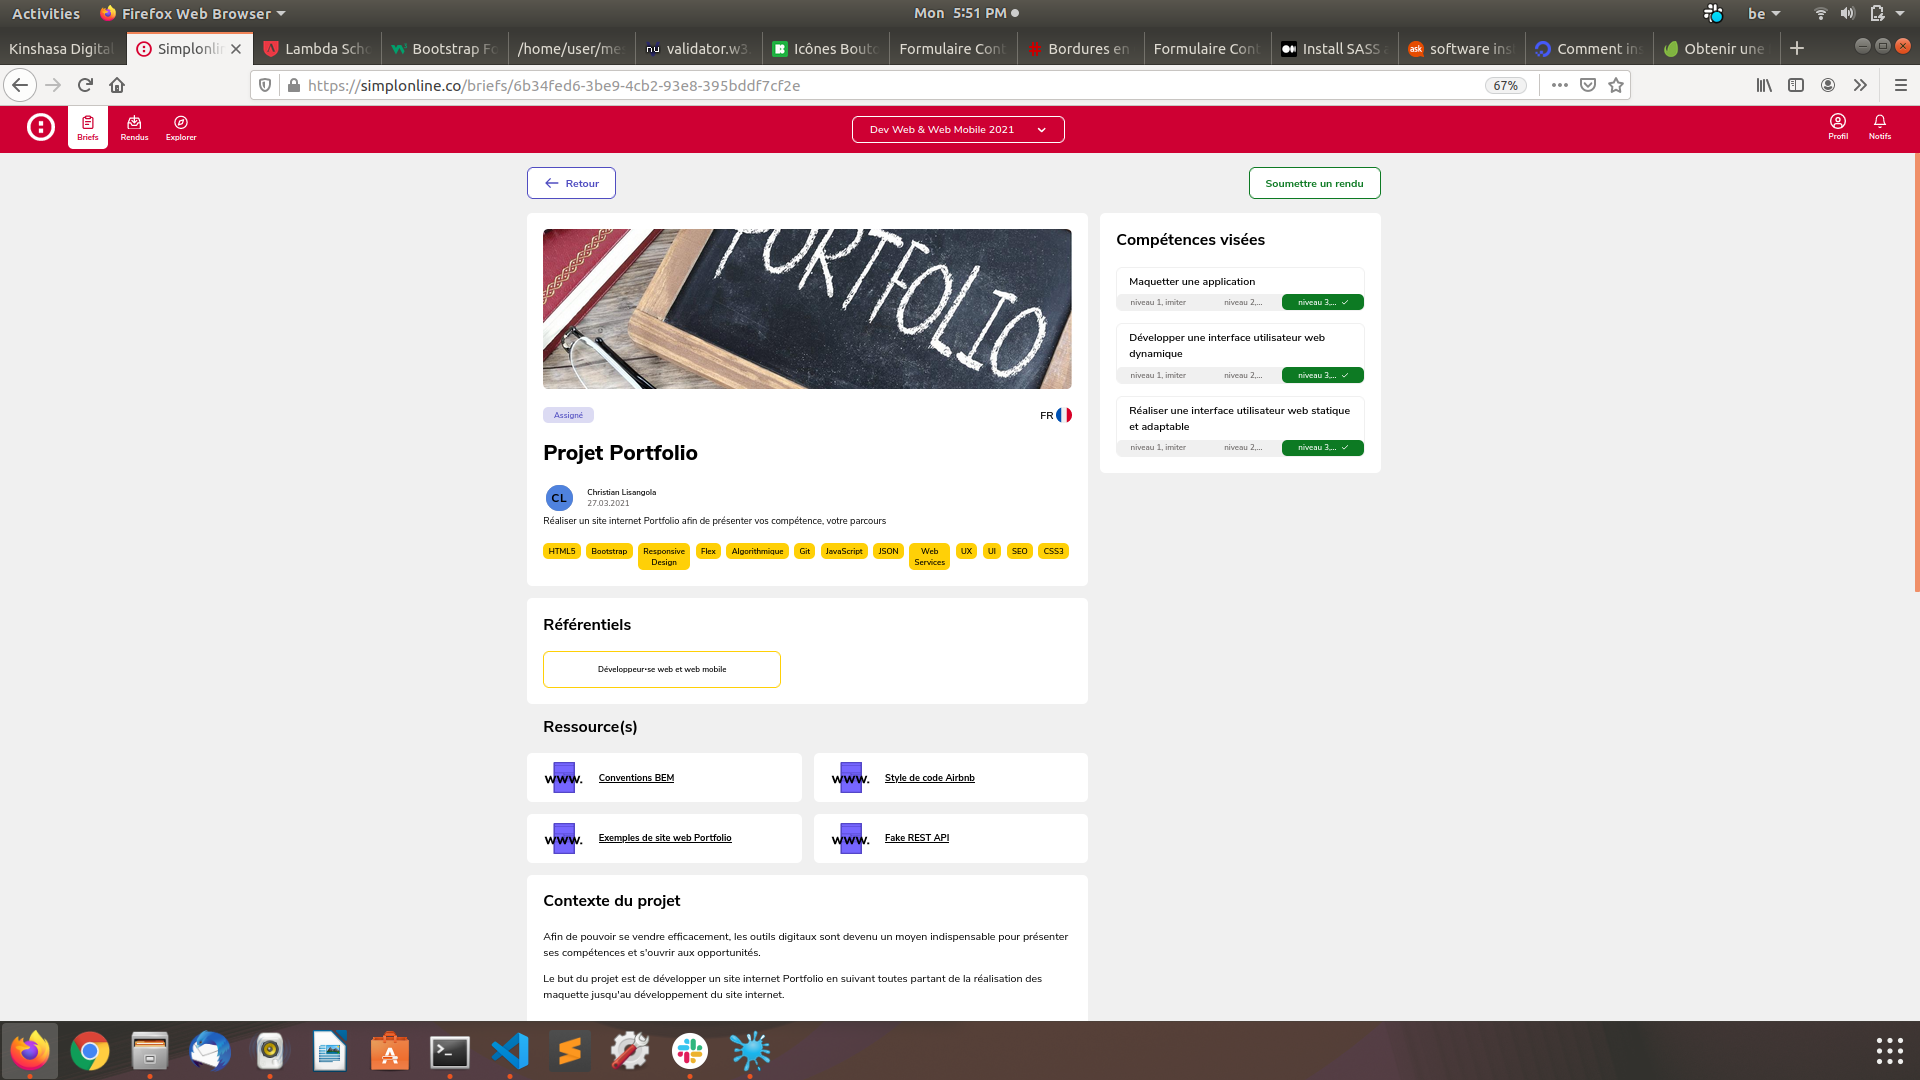 Activities
Firefox Web Browser
Mon 5:51 PM
be
Kinshasa Digita
Simplonlin
Lambda Scho
Bootstrap Fo
/home/user/me
validator.w3.
Icônes Bouto
Formulaire Cont
Bordures en
Formulaire Cont
Install SASS
software inst
Comment ins
Obtenir une
https://simplonline.co/briefs/6b34fed6-3be9-4cb2-93e8-395bddf7cf2e
67%
Briefs
Rendus
Explorer
Dev Web & Web Mobile 2021
Profil
Notifs
Retour
Soumettre un rendu
PORTFOLIO
Assigné
FR
Projet Portfolio
CL
Christian Lisangola
27.03.2021
Réaliser un site internet Portfolio afin de présenter vos compétence, votre parcours
HTML5
Bootstrap
Responsive
Design
Flex
Algorithmique
Git
JavaScript
JSON
Web
Services
UX
UI
SEO
CSS3
Compétences visées
Maquetter une application
niveau 1, imiter
niveau 2,...
niveau 3,...
Développer une interface utilisateur web
dynamique
niveau 1, imiter
niveau 2,...
niveau 3,...
Réaliser une interface utilisateur web statique
et adaptable
niveau 1, imiter
niveau 2,...
niveau 3,...
Référentiels
Développeur·se web et web mobile
Ressource(s)
www.
Conventions BEM
www.
Style de code Airbnb
www.
Exemples de site web Portfolio
www.
Fake REST API
Contexte du projet
Afin de pouvoir se vendre efficacement, les outils digitaux sont devenu un moyen indispensable pour présenter
ses compétences et s'ouvrir aux opportunités.
Le but du projet est de développer un site internet Portfolio en suivant toutes partant de la réalisation des
maquette jusqu'au développement du site internet.